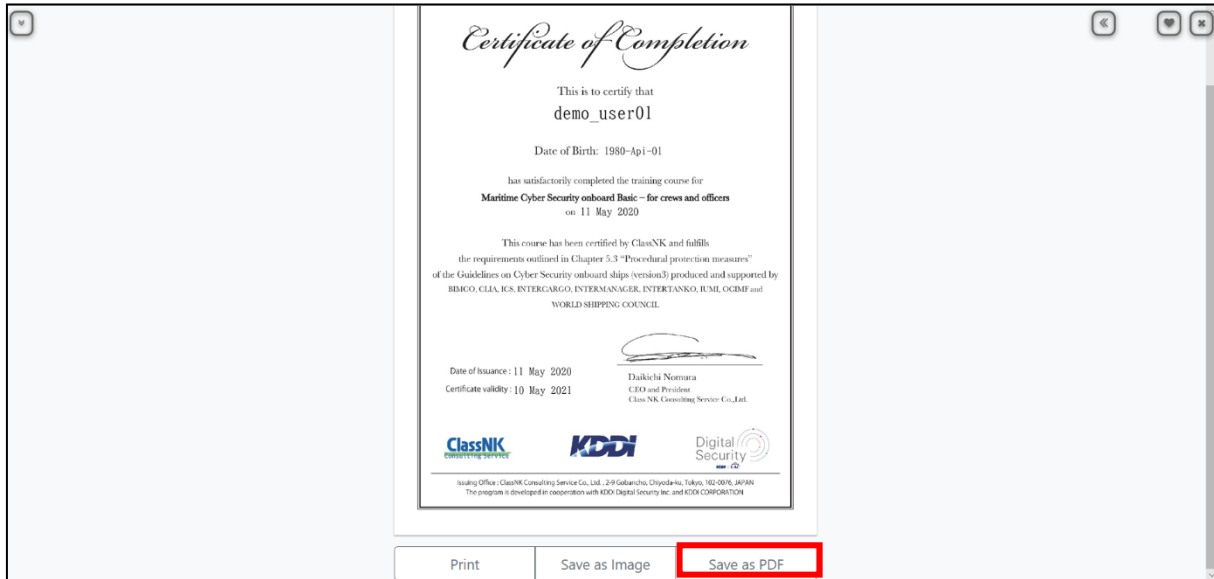 Certificate of Completion
This is to certify that
demo_user01
Date of Birth: 1980-Api-01
has satisfactorily completed the training course for
Maritime Cyber Security onboard Basic – for crews and officers
on 11 May 2020
This course has been certified by ClassNK and fulfills
the requirements outlined in Chapter 5.3 “Procedural protection measures”
of the Guidelines on Cyber Security onboard ships (version3) produced and supported by
BIMCO, CLIA, ICS, INTERCARGO, INTERMANAGER, INTERTANKO, IUMI, OCIMF and
WORLD SHIPPING COUNCIL
Date of Issuance : 11 May 2020
Certificate validity : 10 May 2021
Daikichi Nomura
CEO and President
Class NK Consulting Service Co.,Ltd.
ClassNK
CONSULTING SERVICE
KDDI
Digital
Security
Issuing Office : ClassNK Consulting Service Co., Ltd. , 2-9 Gobancho, Chiyoda-ku, Tokyo, 102-0076, JAPAN
The program is developed in cooperation with KDDI Digital Security Inc. and KDDI CORPORATION
Print
Save as Image
Save as PDF